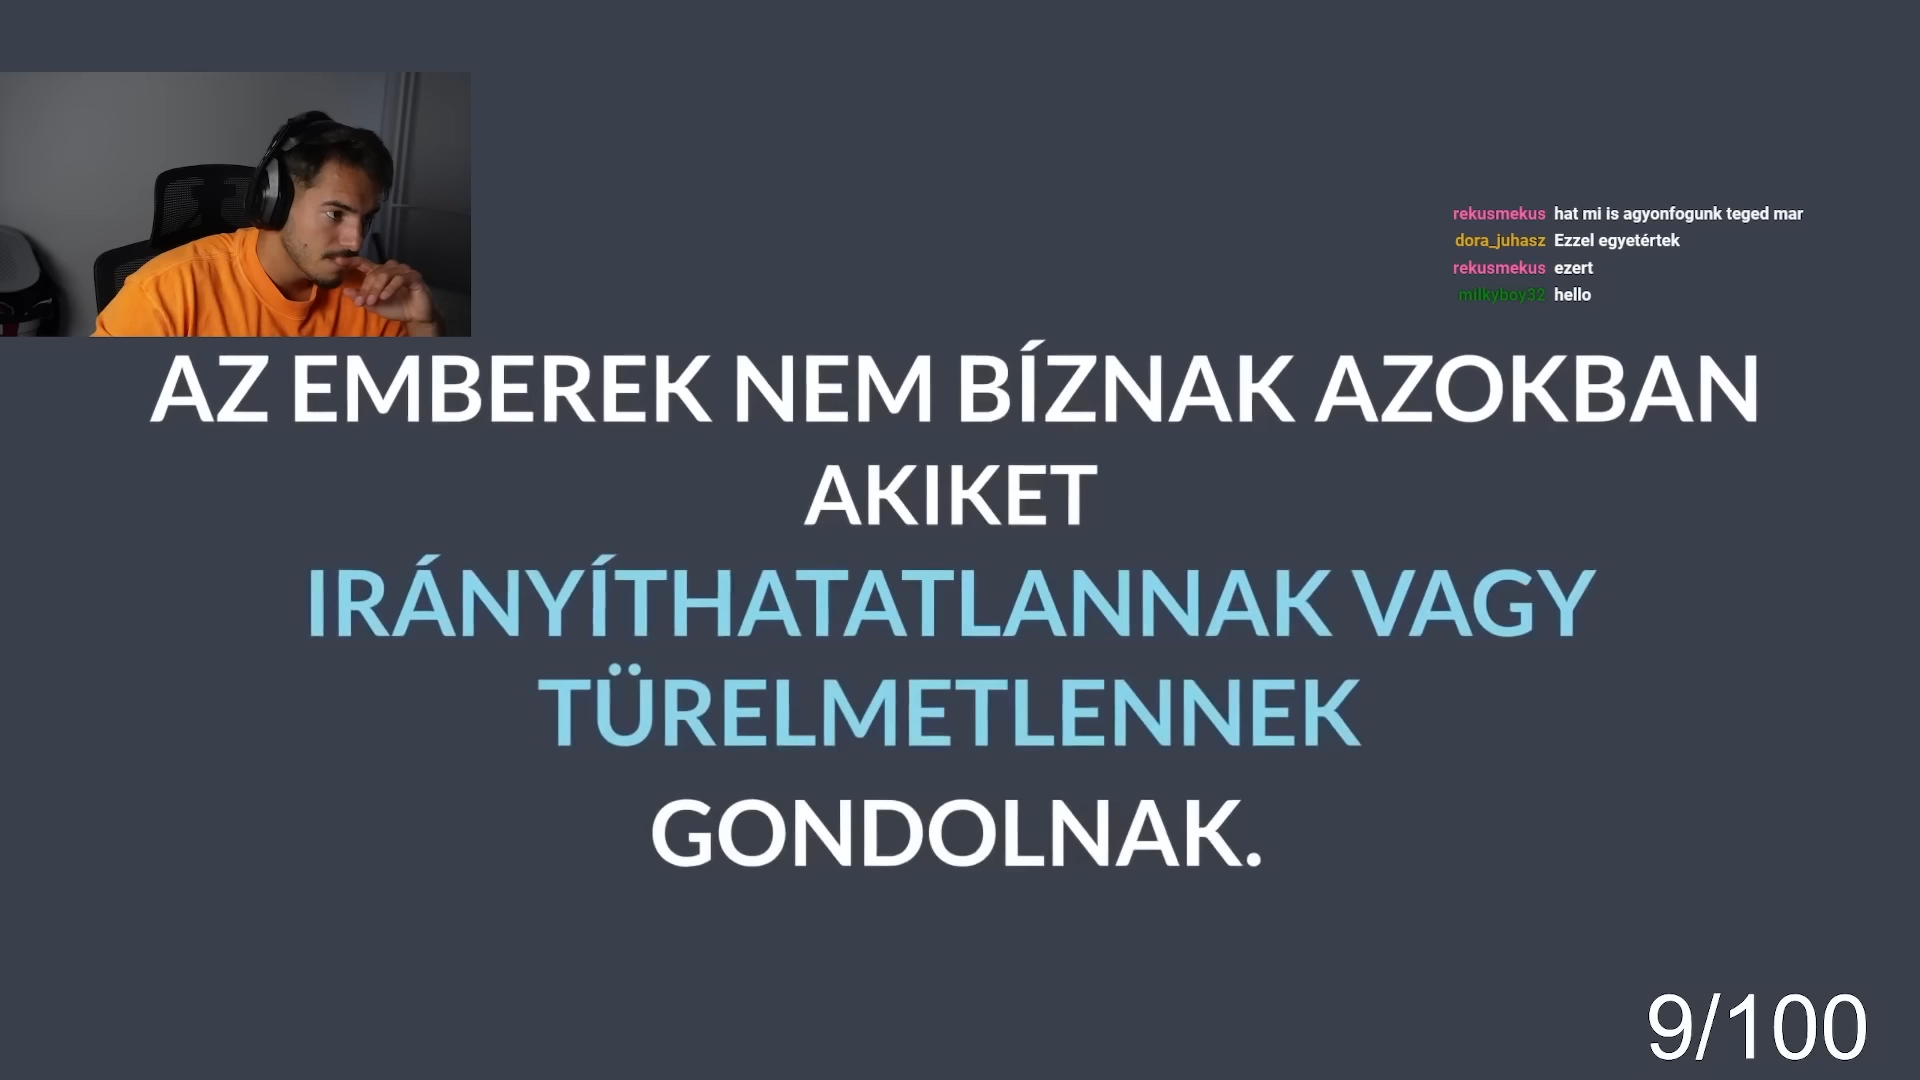 rekusmekus hat mi is agyonfogunk teged mar
dora_juhasz Ezzel egyetértek
rekusmekus ezert
milkyboy32 hello
AZ EMBEREK NEM BÍZNAK AZOKBAN
AKIKET
IRÁNYÍTHATATLANNAK VAGY
TÜRELMETLENNEK
GONDOLNAK.
9/100